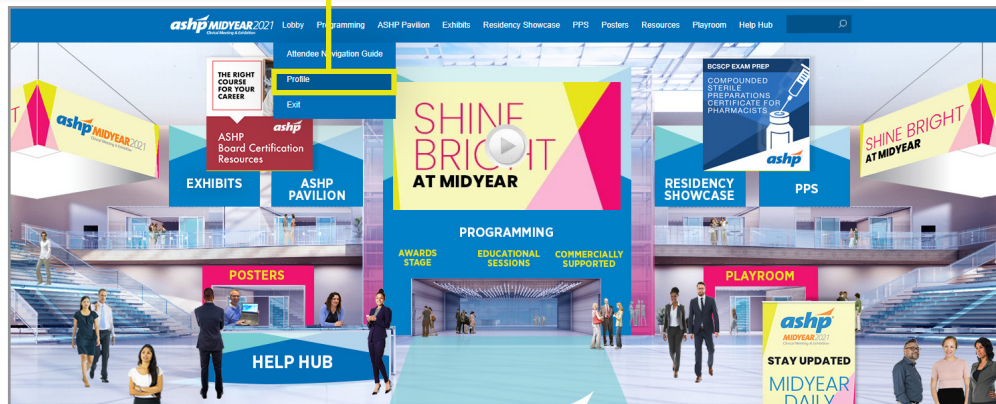 ashp MIDYEAR2021 Lobby Programming ASHP Pavilion Exhibits Residency Showcase PPS Posters Resources Playroom Help Hub
Clinical Meeting & Exhibition
Attendee Navigation Guide
Profile
Exit
THE RIGHT
COURSE
FOR YOUR
CAREER
ashp
ASHP
Board Certification
Resources
BCSCP EXAM PREP
COMPOUNDED
STERILE
PREPARATIONS
CERTIFICATE FOR
PHARMACISTS
ashp
ashp MIDYEAR2021
Clinical Meeting & Exhibition
SHINE
BRIGHT
AT MIDYEAR
SHINE BRIGHT
AT MIDYEAR
EXHIBITS
ASHP
PAVILION
RESIDENCY
SHOWCASE
PPS
PROGRAMMING
AWARDS
STAGE
EDUCATIONAL
SESSIONS
COMMERCIALLY
SUPPORTED
POSTERS
PLAYROOM
HELP HUB
ashp
MIDYEAR2021
Clinical Meeting & Exhibition
STAY UPDATED
MIDYEAR
DAILY